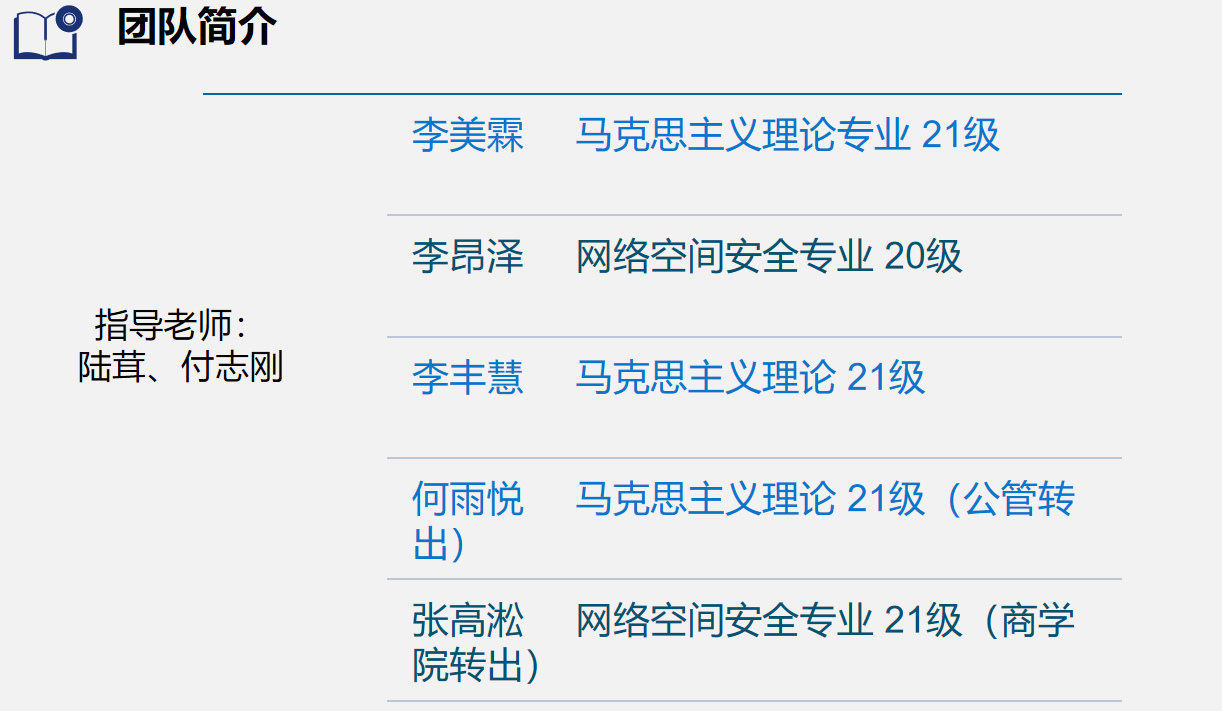 团队简介
指导老师：
陆茸、付志刚
李美霖 马克思主义理论专业 21级
李昂泽 网络空间安全专业 20级
李丰慧 马克思主义理论 21级
何雨悦 马克思主义理论 21级（公管转
出）
张高淞 网络空间安全专业 21级（商学
院转出）